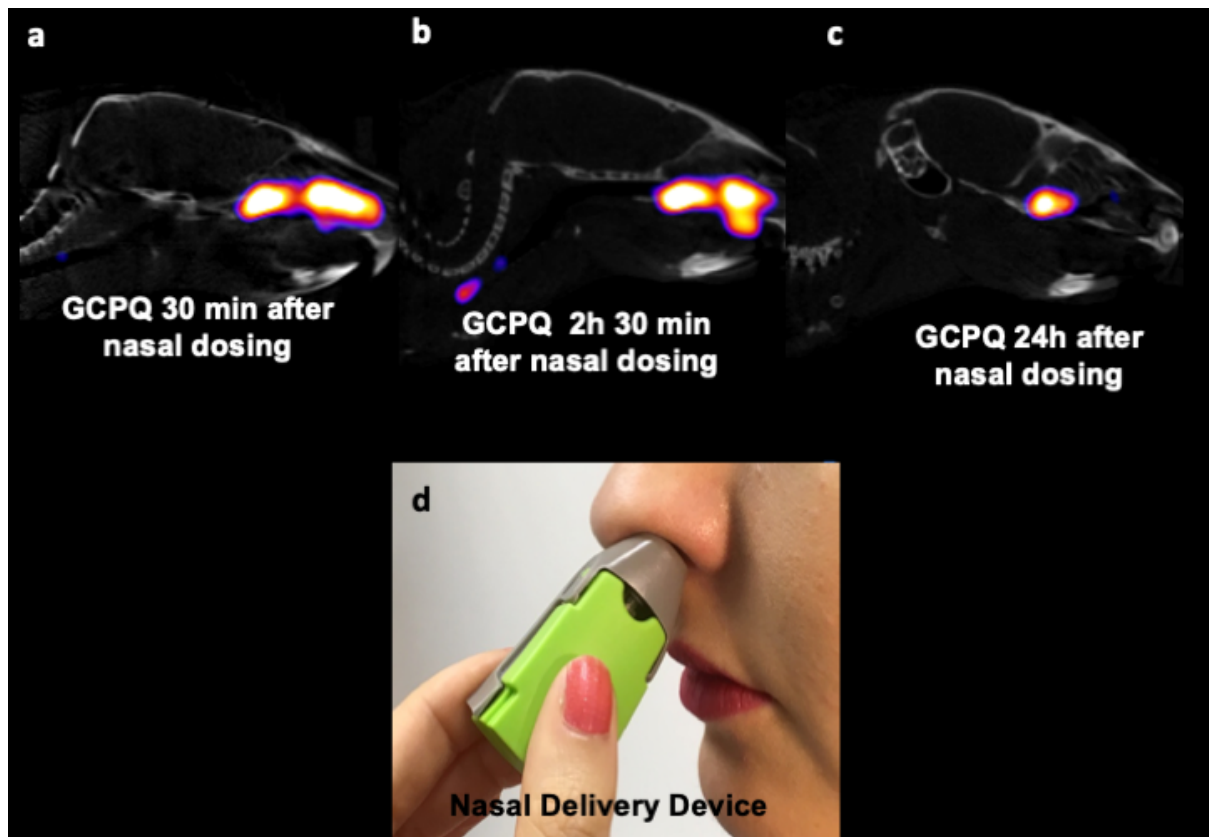 a
b
c
GCPQ 30 min after
nasal dosing
GCPQ 2h 30 min
after nasal dosing
GCPQ 24h after
nasal dosing
d
Nasal Delivery Device